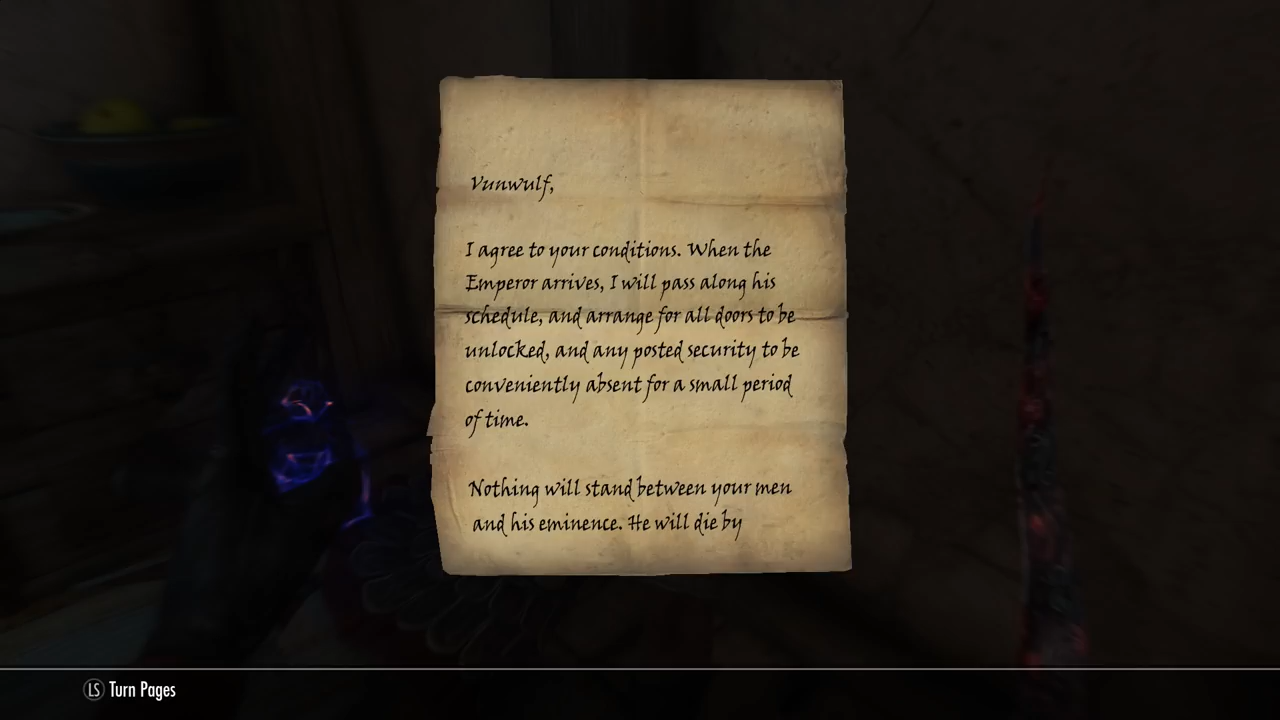 Vunwulf,
I agree to your conditions. When the
Emperor arrives, I will pass along his
schedule, and arrange for all doors to be
unlocked, and any posted security to be
conveniently absent for a small period
of time.
Nothing will stand between your men
and his eminence. He will die by
LS Turn Pages